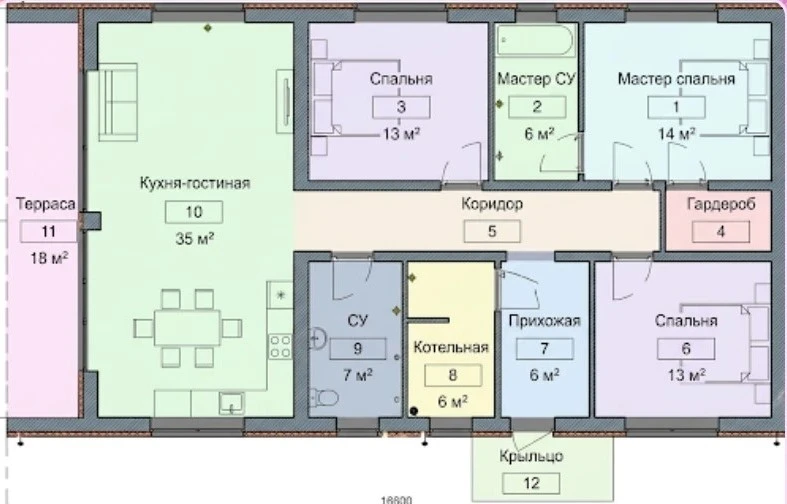 Спальня
3
13 м²
Мастер СУ
2
6 м²
Мастер спальня
1
14 м²
Кухня-гостиная
10
35 м²
Терраса
11
18 м²
Коридор
5
Гардероб
4
СУ
9
7 м²
Котельная
8
6 м²
Прихожая
7
6 м²
Спальня
6
13 м²
Крыльцо
12
16600